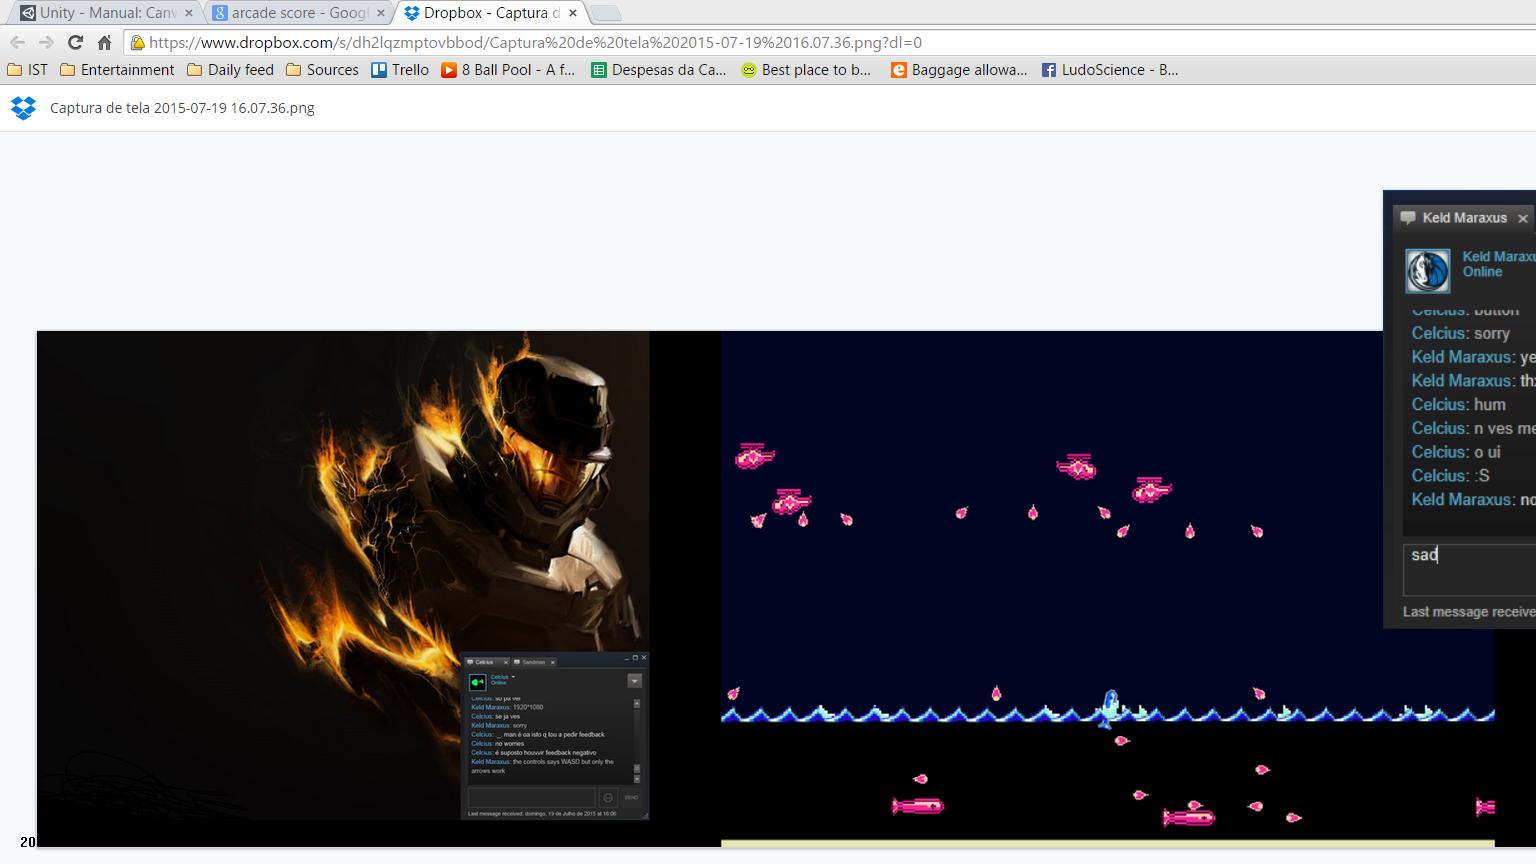 Unity - Manual: Canv
arcade score - Googl
Dropbox - Captura d
https://www.dropbox.com/s/dh2lqzmptovbbod/Captura%20de%20tela%202015-07-19%2016.07.36.png?dl=0
IST Entertainment Daily feed Sources Trello 8 Ball Pool - A f... Despesas da Ca... Best place to b... Baggage allowa... LudoScience - B...
Captura de tela 2015-07-19 16.07.36.png
Keld Maraxus
Keld Maraxu
Online
Celcius: button
Celcius: sorry
Keld Maraxus: ye
Keld Maraxus: thx
Celcius: hum
Celcius: n ves me
Celcius: o ui
Celcius: :S
Keld Maraxus: no
sad
Last message receive
Celcius Sandman
Celcius
Online
Celcius: so pa ver
Keld Maraxus: 1920*1080
Celcius: se ja ves
Keld Maraxus: sorry
Celcius: ._. man é oa isto q tou a pedir feedback
Celcius: no worries
Celcius: é suposto houvvir feedback negativo
Keld Maraxus: the controls says WASD but only the
arrows work
SEND
Last message received: domingo, 19 de Julho de 2015 at 16:06
20